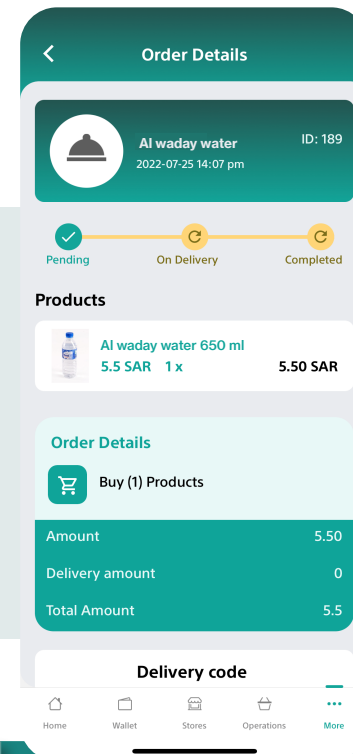 Order Details
Al waday water ID: 189
2022-07-25 14:07 pm
Pending On Delivery Completed
Products
Al waday water 650 ml
5.5 SAR 1 x 5.50 SAR
Order Details
Buy (1) Products
Amount 5.50
Delivery amount 0
Total Amount 5.5
Delivery code
Home Wallet Stores Operations More